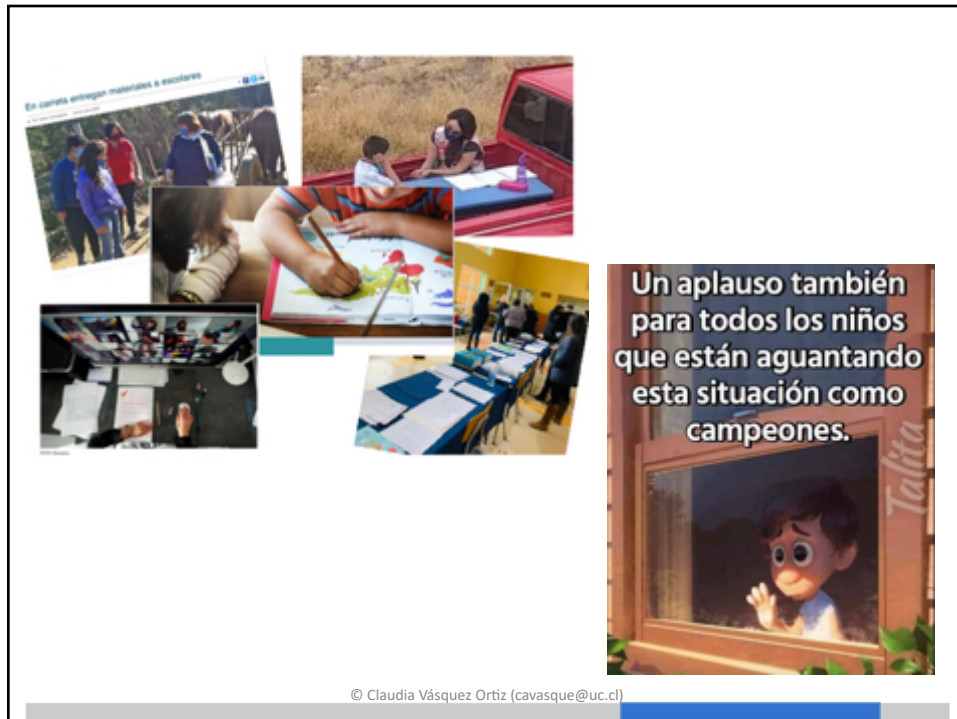 En carreta entregan materiales a escolares
Un aplauso también
para todos los niños
que están aguantando
esta situación como
campeones.
Talita
© Claudia Vásquez Ortiz (cavasque@uc.cl)